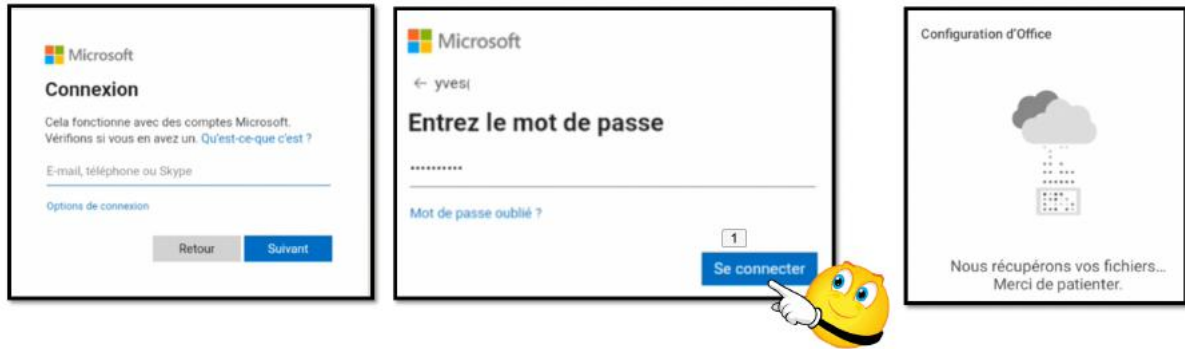 Microsoft
Connexion
Cela fonctionne avec des comptes Microsoft.
Vérifions si vous en avez un. Qu'est-ce-que c'est ?
E-mail, téléphone ou Skype
Options de connexion
Retour
Suivant
Microsoft
← yves(
Entrez le mot de passe
••••••••••
Mot de passe oublié ?
1
Se connecter
Configuration d'Office
Nous récupérons vos fichiers...
Merci de patienter.